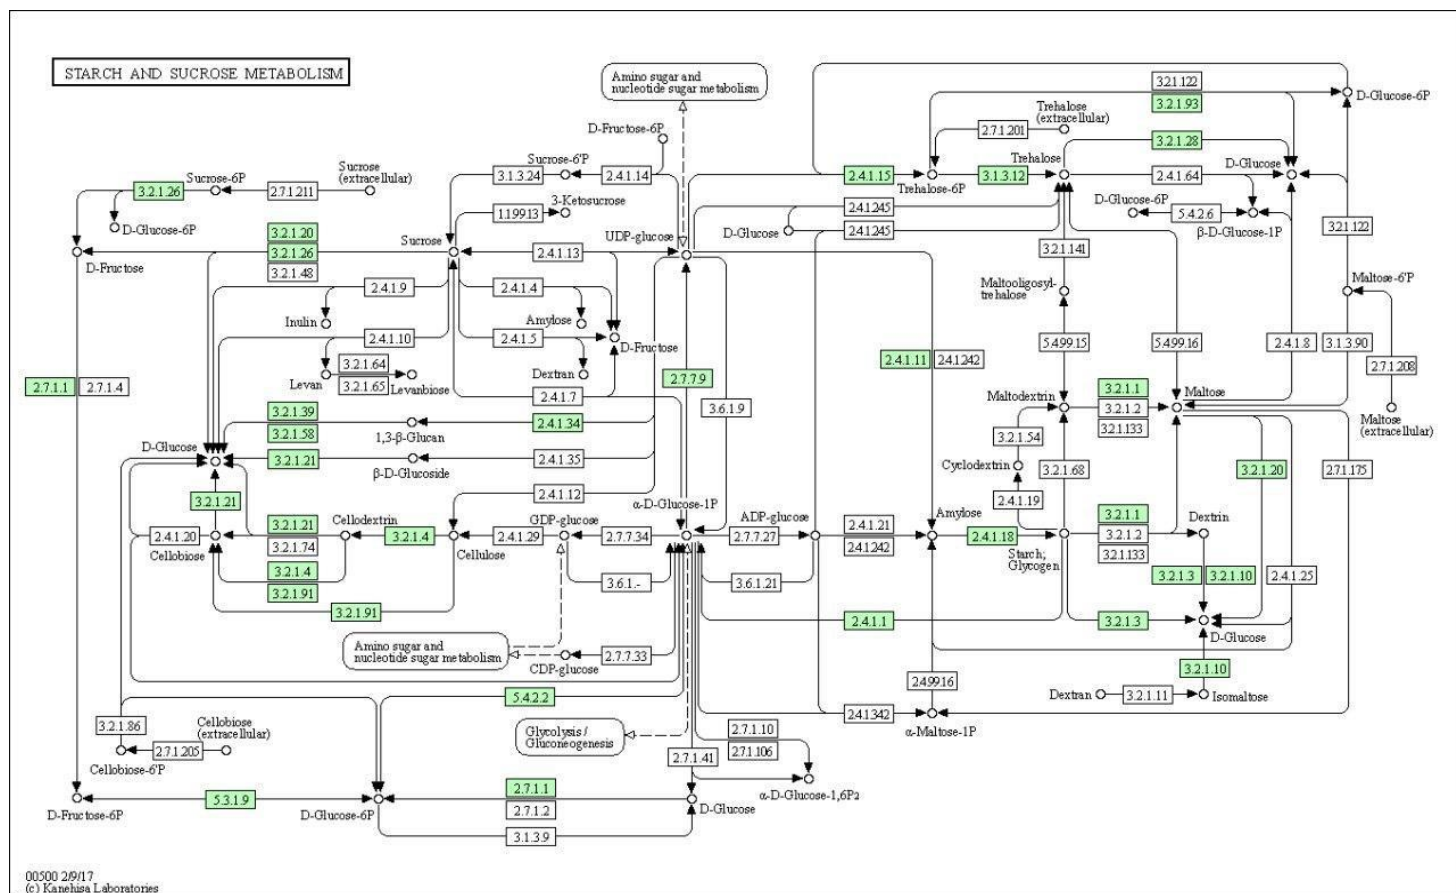 STARCH AND SUCROSE METABOLISM
Amino sugar and
nucleotide sugar metabolism
3.2.1.122
D-Glucose-6P
3.2.1.93
Trehalose
(extracellular)
2.7.1.201
D-Fructose-6P
3.2.1.28
Sucrose-6'P
Trehalose
D-Glucose
Sucrose-6P
Sucrose
(extracellular)
3.1.3.24
2.4.1.14
2.4.1.15
3.1.3.12
2.4.1.64
3.2.1.26
2.7.1.211
Trehalose-6P
3-Ketosucrose
1.1.99.13
2.4.1.245
D-Glucose-6P
5.4.2.6
D-Glucose-6P
β-D-Glucose-1P
3.2.1.122
3.2.1.20
Sucrose
UDP-glucose
D-Glucose
2.4.1.245
3.2.1.26
2.4.1.13
3.2.1.141
D-Fructose
3.2.1.48
Maltooligosyl-
trehalose
Maltose-6'P
2.4.1.9
2.4.1.4
Inulin
Amylose
2.4.1.10
2.4.1.5
D-Fructose
5.4.99.15
5.4.99.16
2.4.1.8
3.1.3.90
3.2.1.64
2.4.1.11
2.4.1.242
2.7.1.208
Levan
Levanbiose
3.2.1.65
Dextran
2.7.7.9
2.7.1.1
2.7.1.4
3.2.1.1
2.4.1.7
3.6.1.9
Maltodextrin
3.2.1.2
Maltose
3.2.1.39
3.2.1.133
Maltose
(extracellular)
2.4.1.34
3.2.1.58
1,3-β-Glucan
3.2.1.54
D-Glucose
3.2.1.21
2.4.1.35
Cyclodextrin
3.2.1.68
3.2.1.20
2.7.1.175
β-D-Glucoside
3.2.1.21
2.4.1.12
α-D-Glucose-1P
2.4.1.19
3.2.1.21
Cellodextrin
GDP-glucose
ADP-glucose
Amylose
3.2.1.1
Dextrin
2.4.1.20
3.2.1.4
2.4.1.29
2.7.7.34
2.7.7.27
2.4.1.21
2.4.1.18
3.2.1.2
Cellobiose
3.2.1.74
Cellulose
2.4.1.242
Starch;
Glycogen
3.2.1.133
3.2.1.4
3.6.1.-
3.6.1.21
3.2.1.3
3.2.1.10
2.4.1.25
3.2.1.91
3.2.1.91
2.4.1.1
3.2.1.3
D-Glucose
Amino sugar and
nucleotide sugar metabolism
2.7.7.33
CDP-glucose
3.2.1.10
2.4.99.16
Dextran
3.2.1.11
Isomaltose
5.4.2.2
3.2.1.86
Cellobiose
(extracellular)
2.4.1.342
α-Maltose-1P
Glycolysis /
Gluconeogenesis
2.7.1.10
2.7.1.205
2.7.1.106
Cellobiose-6'P
2.7.1.41
α-D-Glucose-1,6P2
5.3.1.9
2.7.1.1
D-Fructose-6P
D-Glucose-6P
2.7.1.2
D-Glucose
3.1.3.9
00500 2/9/17
(c) Kanehisa Laboratories